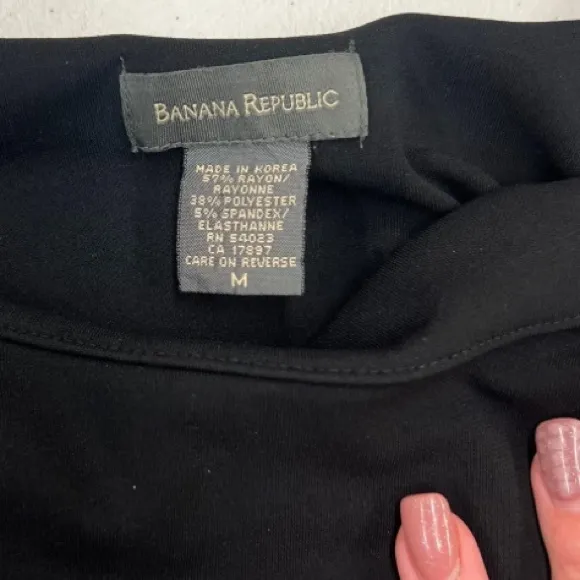 BANANA REPUBLIC
MADE IN KOREA
57% RAYON/
RAYONNE
38% POLYESTER
5% SPANDEX/
ELASTHANNE
RN 54023
CA 17897
CARE ON REVERSE
M